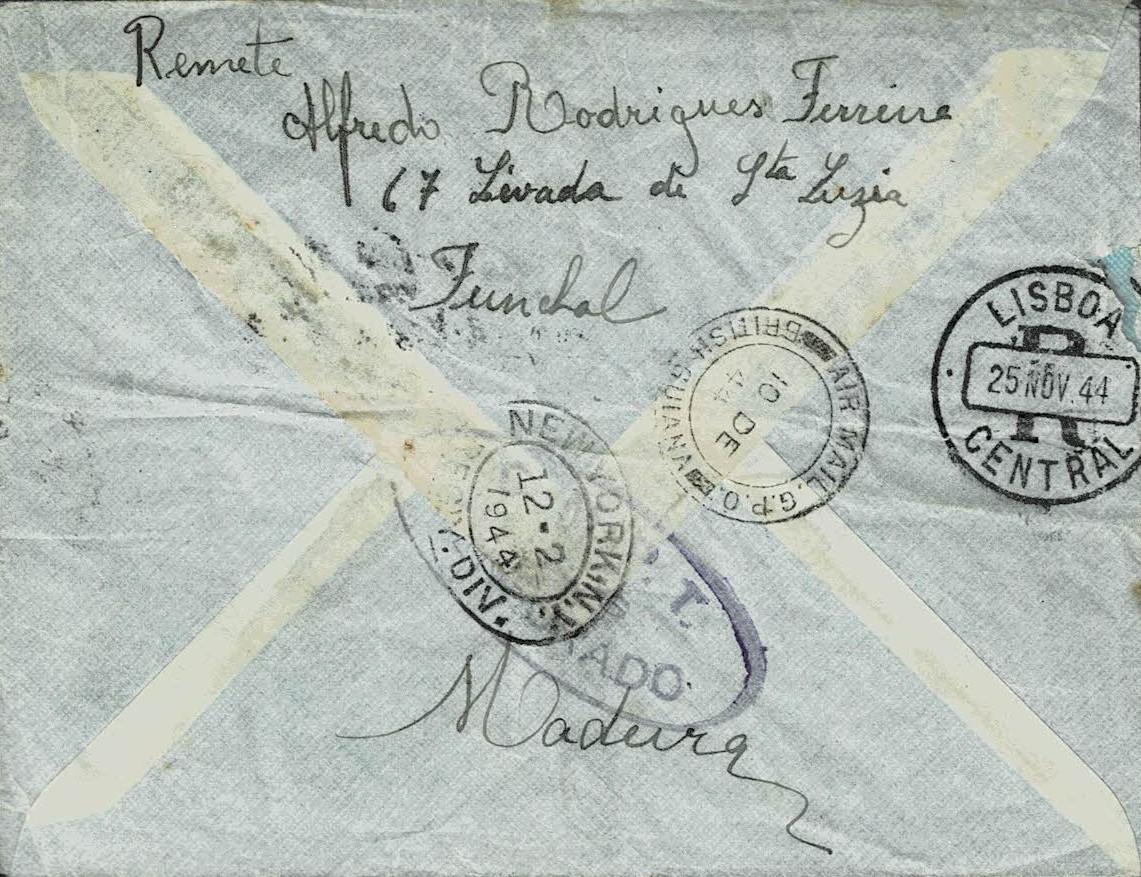 Remete
Alfredo Rodrigues Ferreira
67 Levada de Sta Luzia
Funchal
LISBOA
R
25 NOV. 44
CENTRAL
BRITISH GUIANA
AIR MAIL G.P.O.
10 DE
44
NEW YORK, N.Y.
12-2
1944
DIV.
T.
Madeira